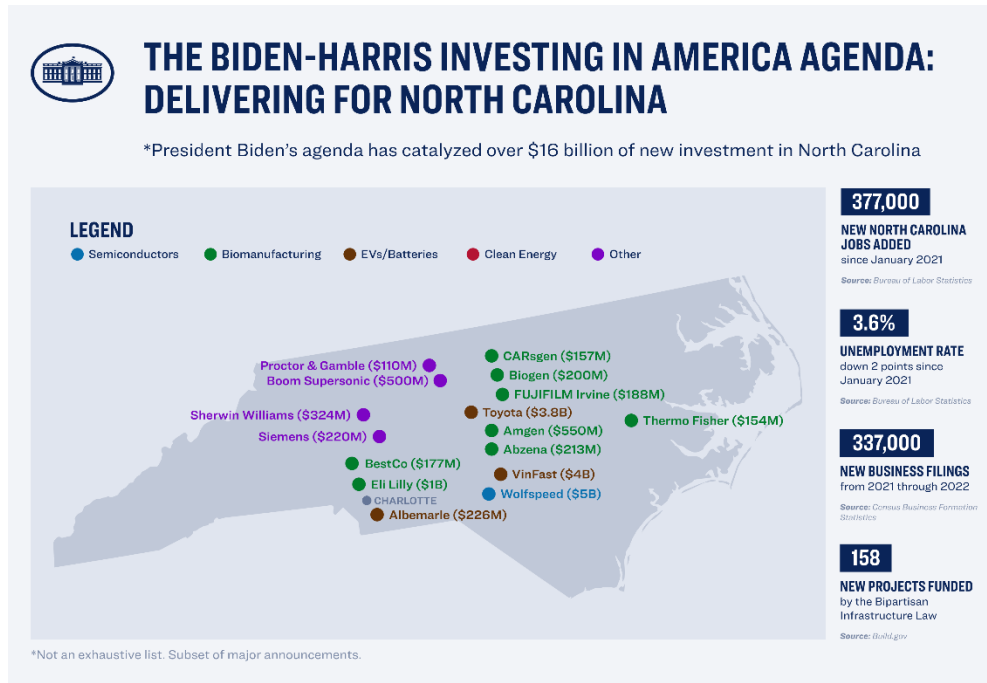 THE BIDEN-HARRIS INVESTING IN AMERICA AGENDA:
DELIVERING FOR NORTH CAROLINA
*President Biden's agenda has catalyzed over $16 billion of new investment in North Carolina
LEGEND
Semiconductors
Biomanufacturing
EVs/Batteries
Clean Energy
Other
Proctor & Gamble ($110M)
Boom Supersonic ($500M)
Sherwin Williams ($324M)
Siemens ($220M)
BestCo ($177M)
Eli Lilly ($1B)
CHARLOTTE
Albemarle ($226M)
CARsgen ($157M)
Biogen ($200M)
FUJIFILM Irvine ($188M)
Toyota ($3.8B)
Amgen ($550M)
Abzena ($213M)
VinFast ($4B)
Wolfspeed ($5B)
Thermo Fisher ($154M)
377,000
NEW NORTH CAROLINA
JOBS ADDED
since January 2021
Source: Bureau of Labor Statistics
3.6%
UNEMPLOYMENT RATE
down 2 points since
January 2021
Source: Bureau of Labor Statistics
337,000
NEW BUSINESS FILINGS
from 2021 through 2022
Source: Census Business Formation
Statistics
158
NEW PROJECTS FUNDED
by the Bipartisan
Infrastructure Law
Source: Build.gov
*Not an exhaustive list. Subset of major announcements.